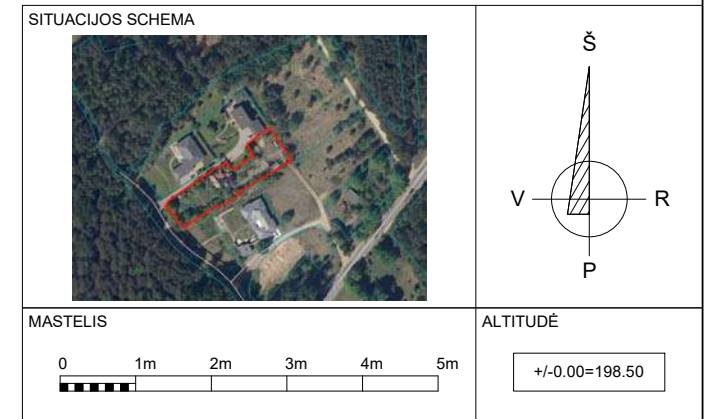 SITUACIJOS SCHEMA
Š
V
R
P
MASTELIS
0 1m 2m 3m 4m 5m
ALTITUDĖ
+/-0.00=198.50